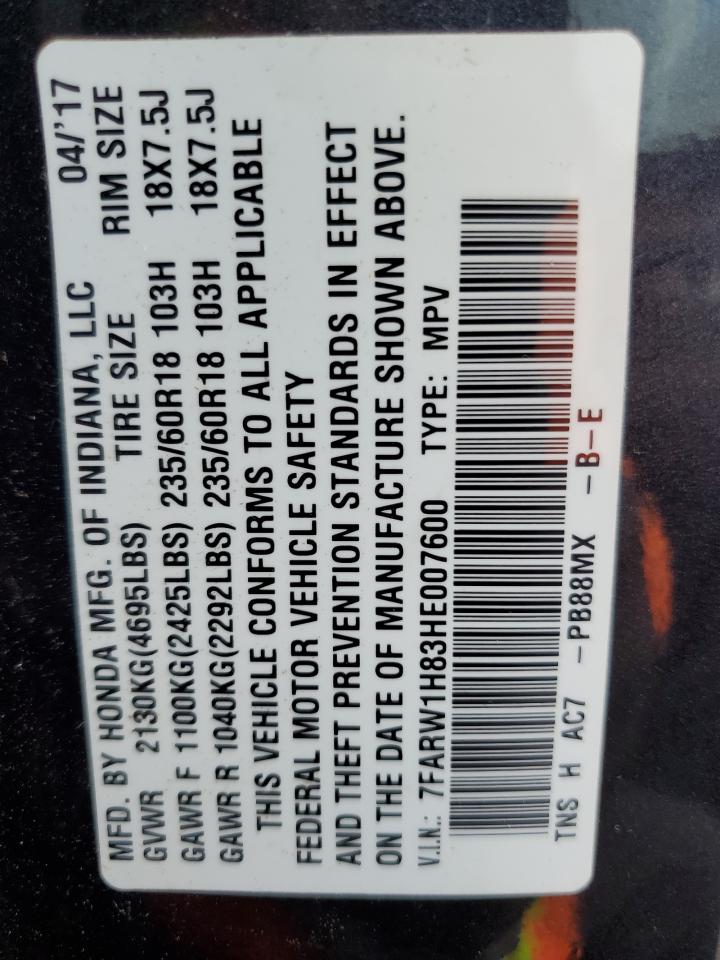 MFD. BY HONDA MFG. OF INDIANA, LLC 04/'17
TIRE SIZE RIM SIZE
GVWR 2130KG(4695LBS)
GAWR F 1100KG(2425LBS) 235/60R18 103H 18X7.5J
GAWR R 1040KG(2292LBS) 235/60R18 103H 18X7.5J
THIS VEHICLE CONFORMS TO ALL APPLICABLE
FEDERAL MOTOR VEHICLE SAFETY
AND THEFT PREVENTION STANDARDS IN EFFECT
ON THE DATE OF MANUFACTURE SHOWN ABOVE.
V.I.N.: 7FARW1H83HE007600 TYPE: MPV
TNS H AC7 -PB88MX -B-E